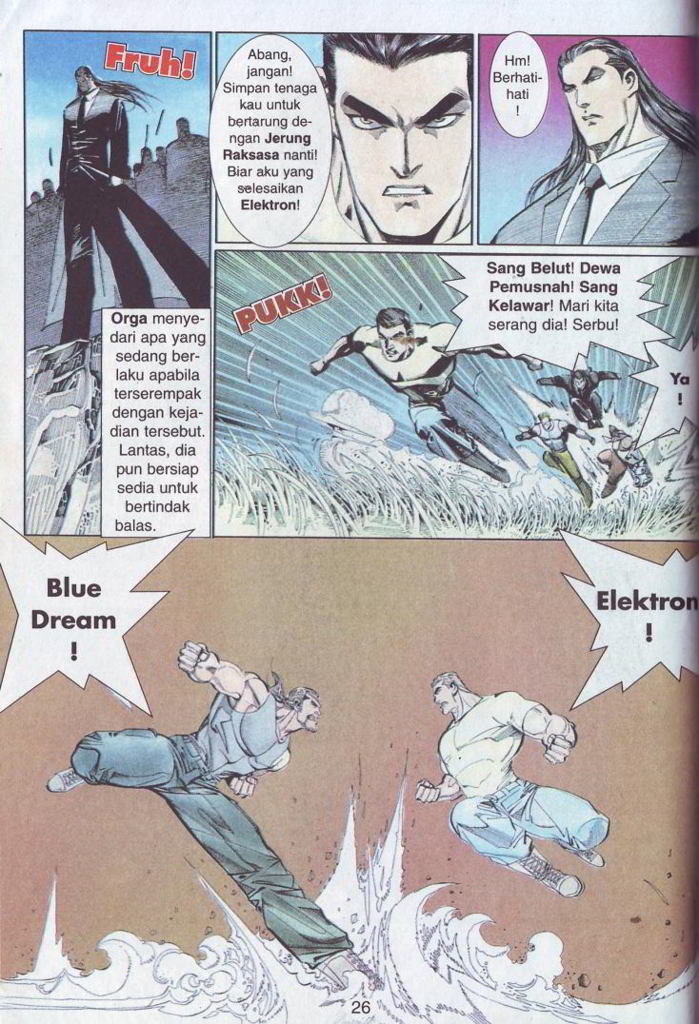 Fruh!
Orga menye-
dari apa yang
sedang ber-
laku apabila
terserempak
dengan keja-
dian tersebut.
Lantas, dia
pun bersiap
sedia untuk
bertindak
balas.
Abang,
jangan!
Simpan tenaga
kau untuk
bertarung de-
ngan Jerung
Raksasa nanti!
Biar aku yang
selesaikan
Elektron!
Hm!
Berhati-
hati
!
PUKK!
Sang Belut! Dewa
Pemusnah! Sang
Kelawar! Mari kita
serang dia! Serbu!
Ya
!
Blue
Dream
!
Elektron
!
26